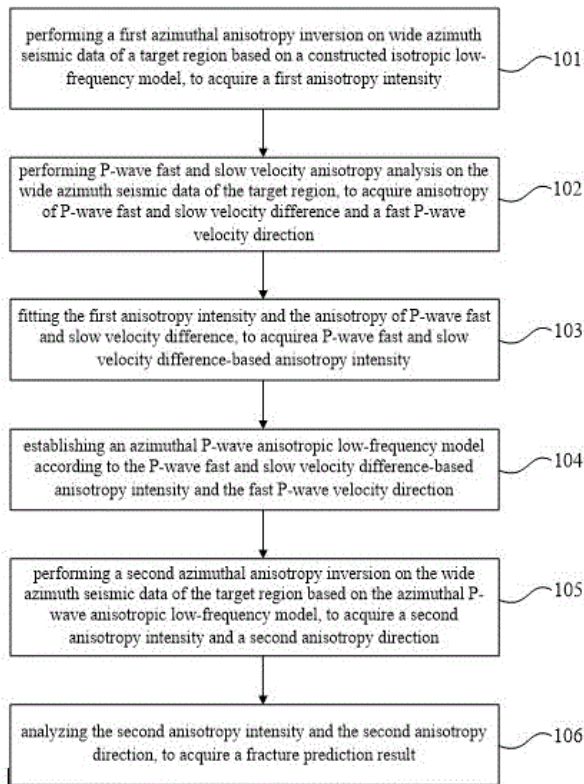 performing a first azimuthal anisotropy inversion on wide azimuth
seismic data of a target region based on a constructed isotropic low-
frequency model, to acquire a first anisotropy intensity
101
performing P-wave fast and slow velocity anisotropy analysis on the
wide azimuth seismic data of the target region, to acquire anisotropy
of P-wave fast and slow velocity difference and a fast P-wave
velocity direction
102
fitting the first anisotropy intensity and the anisotropy of P-wave fast
and slow velocity difference, to acquirea P-wave fast and slow
velocity difference-based anisotropy intensity
103
establishing an azimuthal P-wave anisotropic low-frequency model
according to the P-wave fast and slow velocity difference-based
anisotropy intensity and the fast P-wave velocity direction
104
performing a second azimuthal anisotropy inversion on the wide
azimuth seismic data of the target region based on the azimuthal P-
wave anisotropic low-frequency model, to acquire a second
anisotropy intensity and a second anisotropy direction
105
analyzing the second anisotropy intensity and the second anisotropy
direction, to acquire a fracture prediction result
106